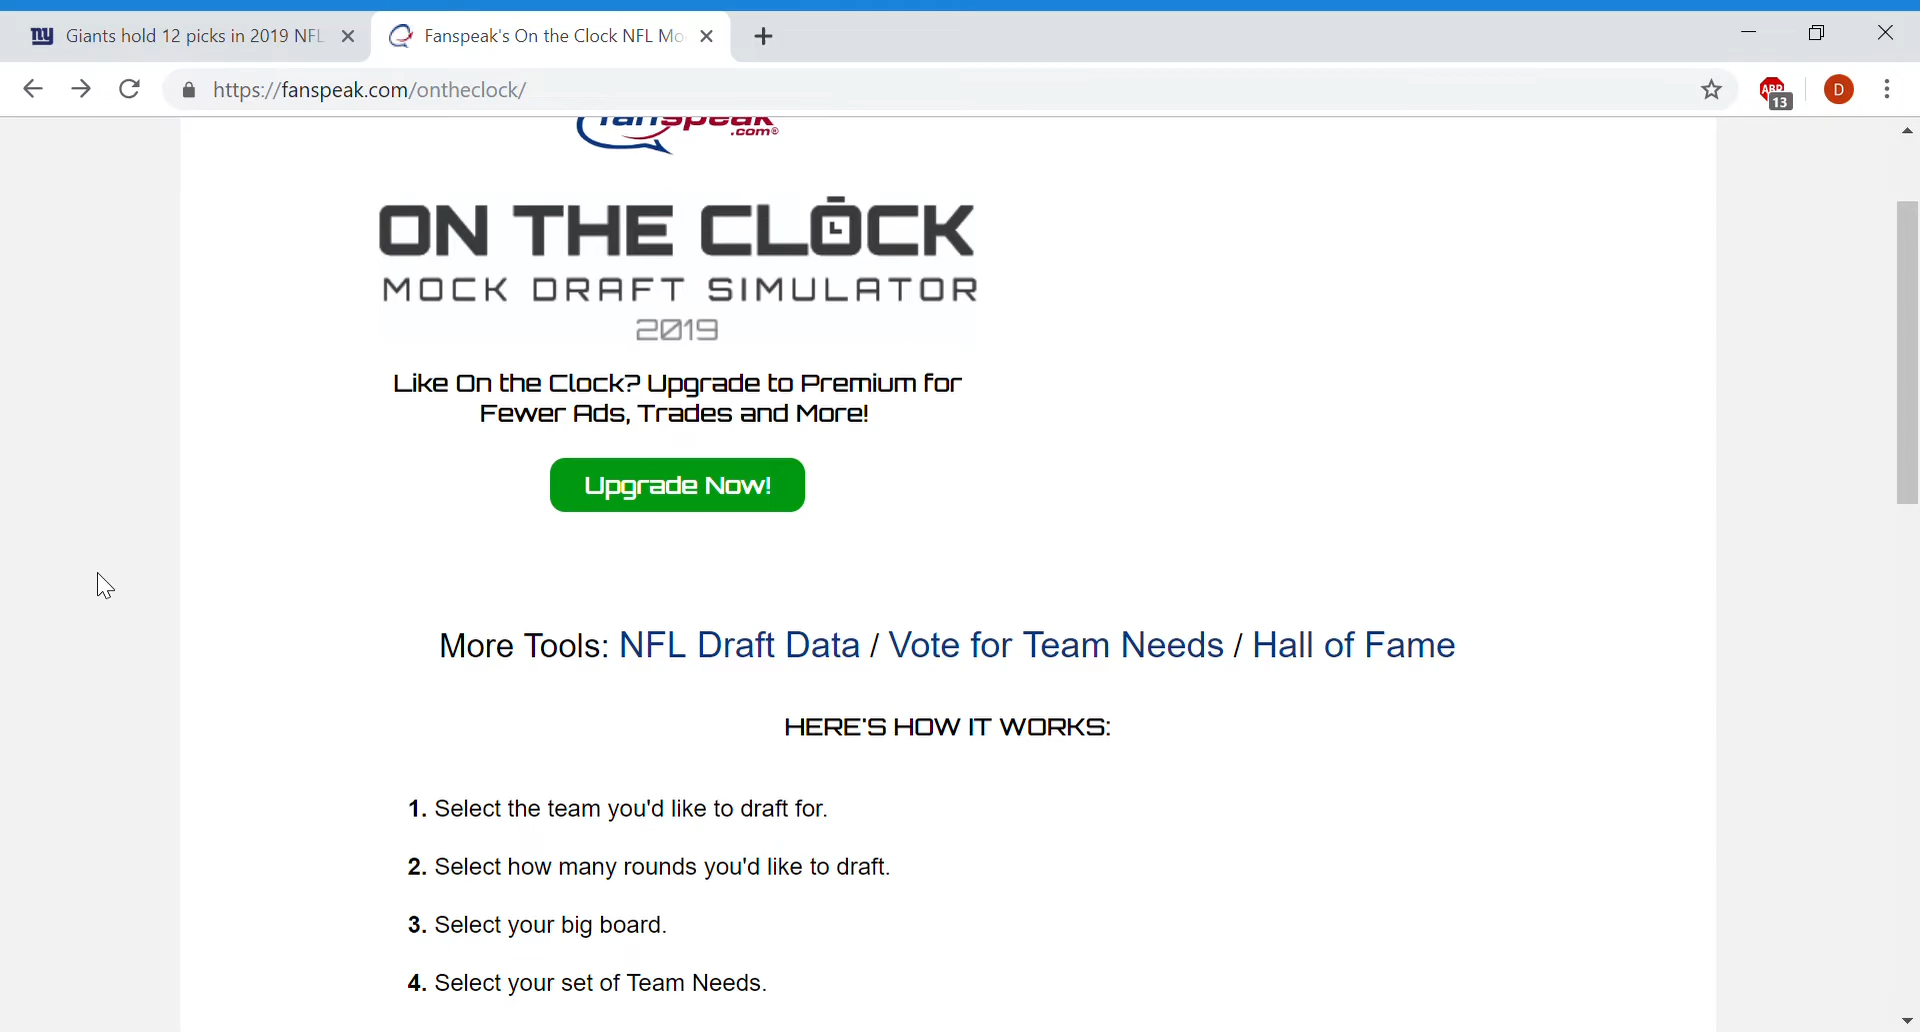 Giants hold 12 picks in 2019 NFL
Fanspeak's On the Clock NFL Mo
https://fanspeak.com/ontheclock/
ABP
13
D
fanspeak
.com®
ON THE CLOCK
MOCK DRAFT SIMULATOR
2019
Like On the Clock? Upgrade to Premium for
Fewer Ads, Trades and More!
Upgrade Now!
More Tools: NFL Draft Data / Vote for Team Needs / Hall of Fame
HERE'S HOW IT WORKS:
1. Select the team you'd like to draft for.
2. Select how many rounds you'd like to draft.
3. Select your big board.
4. Select your set of Team Needs.